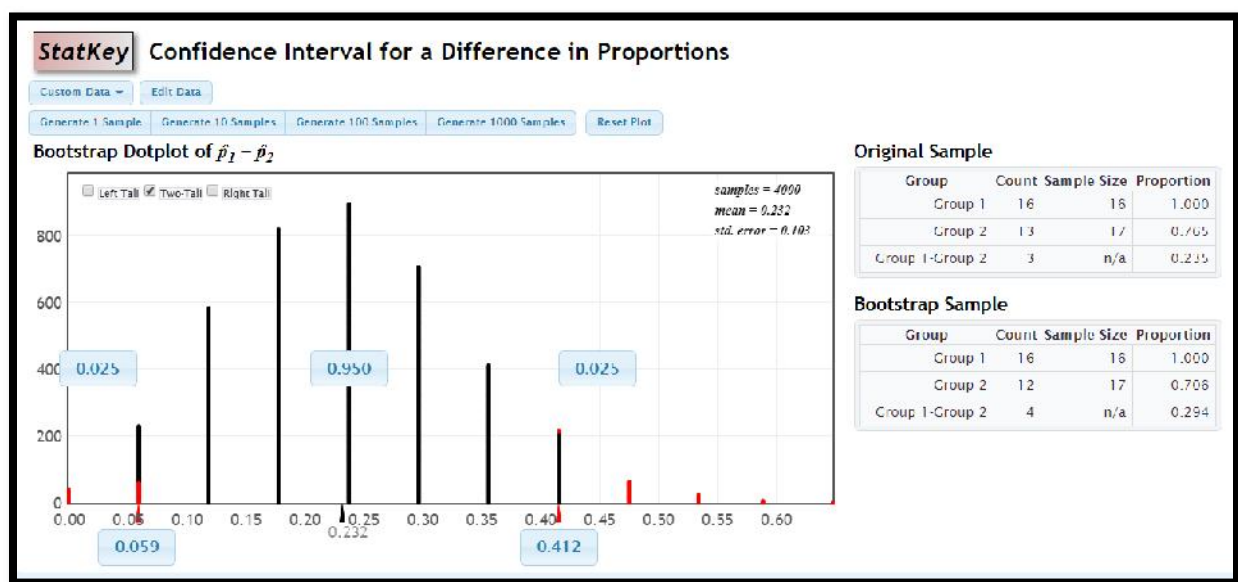 StatKey Confidence Interval for a Difference in Proportions
Custom Data Edit Data
Generate 1 Sample Generate 10 Samples Generate 100 Samples Generate 1000 Samples Reset Plot
Bootstrap Dotplot of p̂1 − p̂2
Left Tail Two-Tail Right Tail
samples = 4000
mean = 0.232
std. error = 0.103
800
600
400
200
0
0.025 0.950 0.025
0.00 0.05 0.10 0.15 0.20 0.25 0.30 0.35 0.40 0.45 0.50 0.55 0.60
0.232
0.059 0.412
Original Sample
Group Count Sample Size Proportion
Group 1 16 16 1.000
Group 2 13 17 0.765
Group 1-Group 2 3 n/a 0.235
Bootstrap Sample
Group Count Sample Size Proportion
Group 1 16 16 1.000
Group 2 12 17 0.706
Group 1-Group 2 4 n/a 0.294